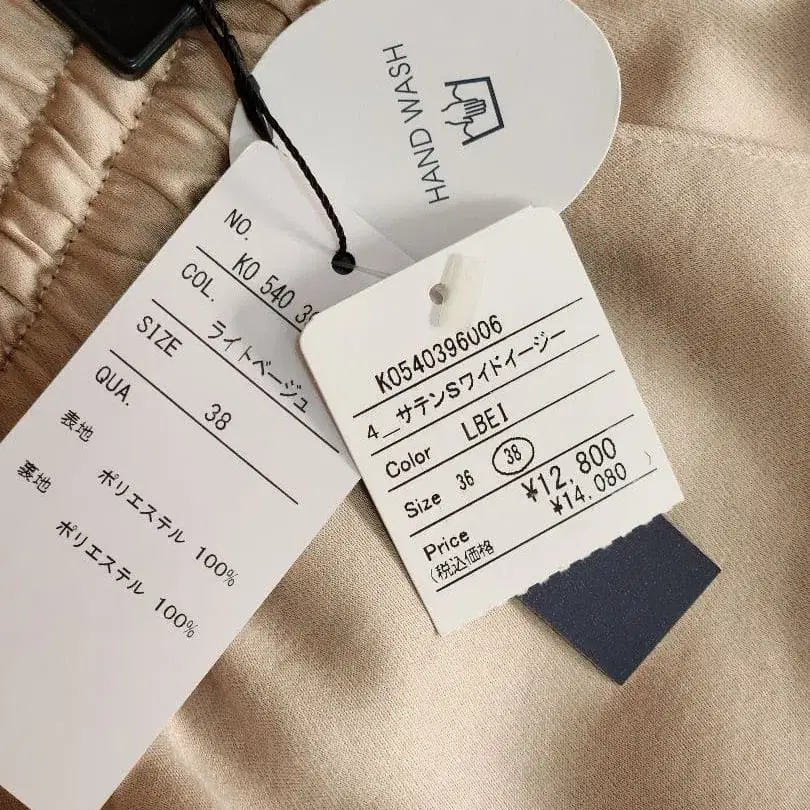 HAND WASH
NO.
KO 540 39
COL.
ライトベージュ
SIZE
38
QUA.
表地
ポリエステル 100%
裏地
ポリエステル 100%
KO540396006
4＿サテンSワイドイージー
Color LBEI
Size 36 38
¥12,800
Price ¥14,080
(税込価格 )